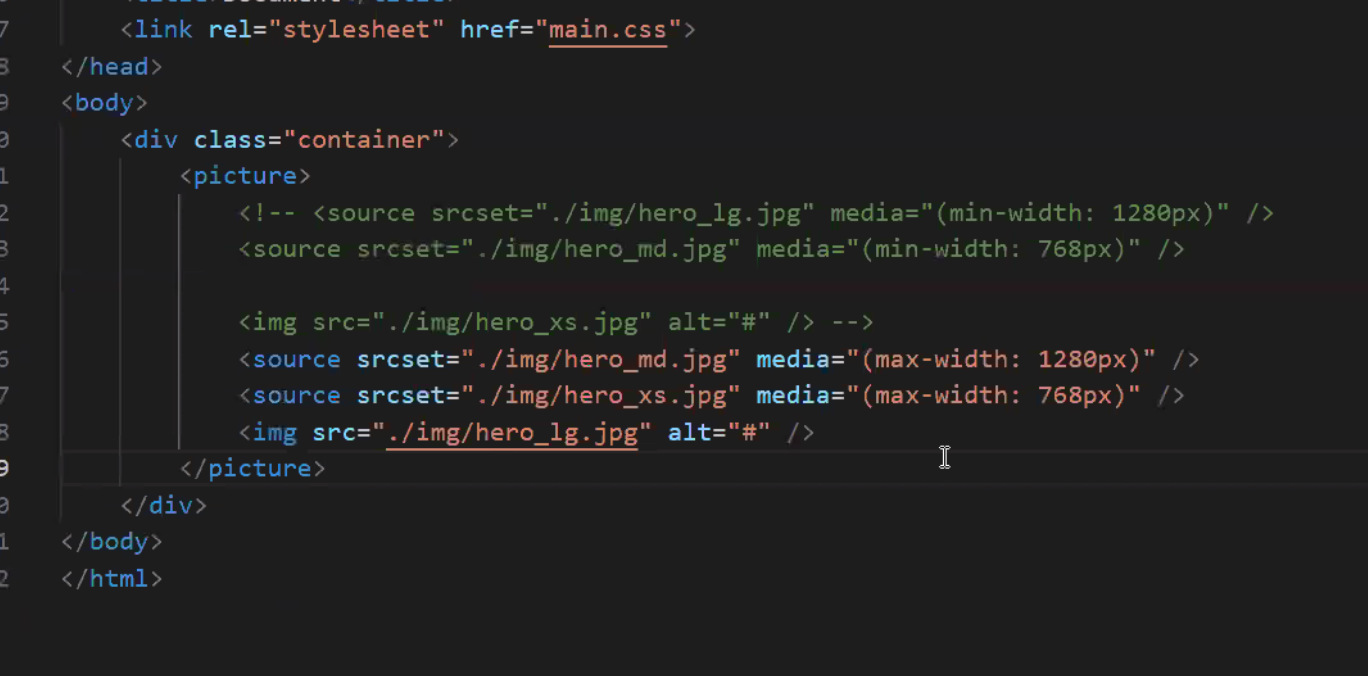 <title>Document</title>
7 <link rel="stylesheet" href="main.css">
8 </head>
9 <body>
0 <div class="container">
1 <picture>
2 <!-- <source srcset="./img/hero_lg.jpg" media="(min-width: 1280px)" />
3 <source srcset="./img/hero_md.jpg" media="(min-width: 768px)" />
4
5 <img src="./img/hero_xs.jpg" alt="#" /> -->
6 <source srcset="./img/hero_md.jpg" media="(max-width: 1280px)" />
7 <source srcset="./img/hero_xs.jpg" media="(max-width: 768px)" />
8 <img src="./img/hero_lg.jpg" alt="#" />
9 </picture>
0 </div>
1 </body>
2 </html>